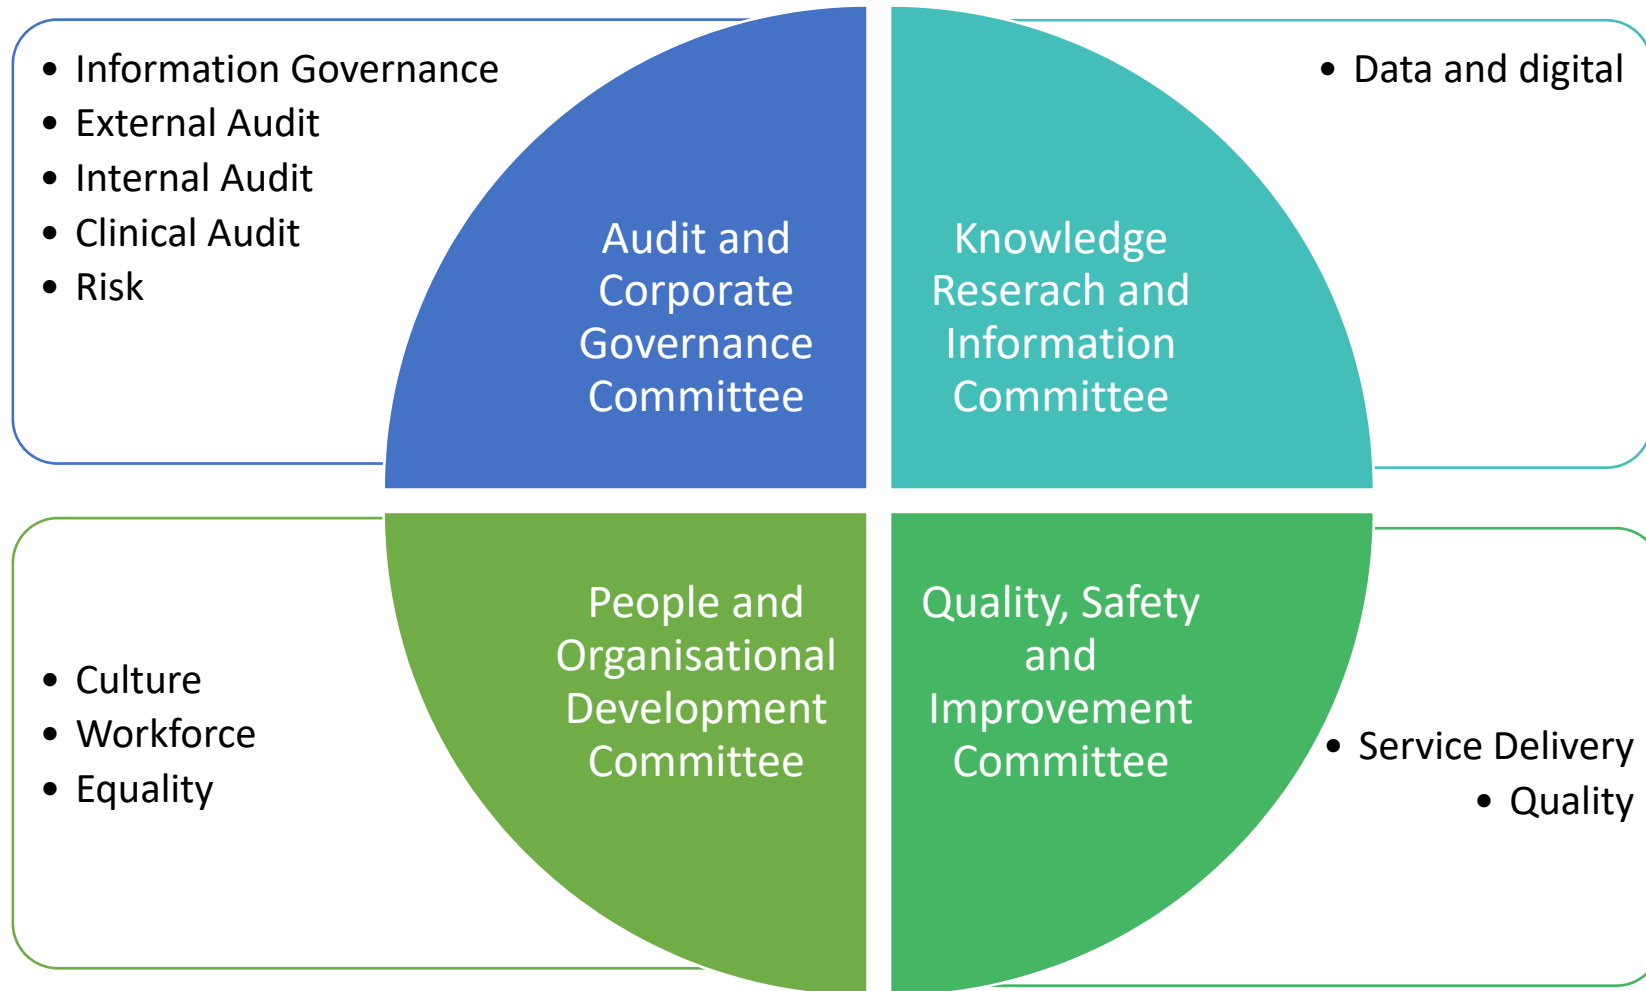 • Information Governance
• External Audit
• Internal Audit
• Clinical Audit
• Risk
Audit and
Corporate
Governance
Committee
Knowledge
Reserach and
Information
Committee
• Data and digital
• Culture
• Workforce
• Equality
People and
Organisational
Development
Committee
Quality, Safety
and
Improvement
Committee
• Service Delivery
• Quality